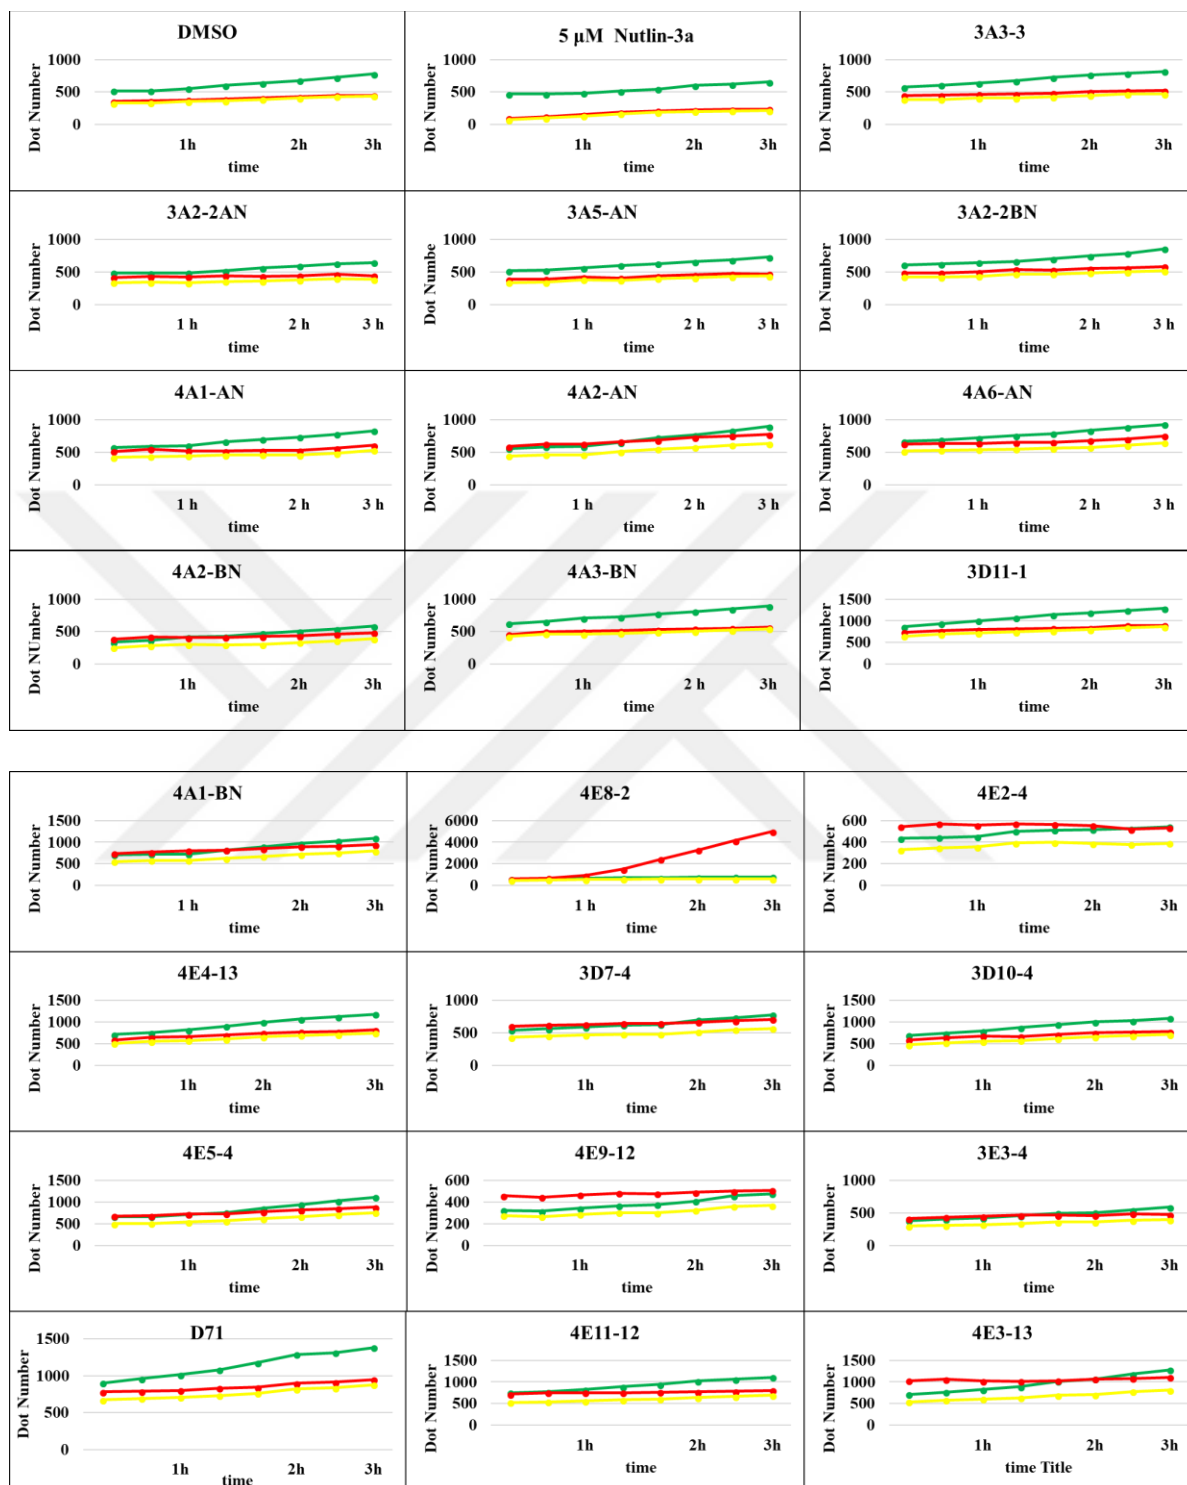 DMSO
1000
500
0
Dot Number
1h
2h
3h
time
5 µM Nutlin-3a
1000
500
0
Dot Number
1h
2h
3h
time
3A3-3
1000
500
0
Dot Number
1h
2h
3h
time
3A2-2AN
1000
500
0
Dot Number
1 h
2 h
3 h
time
3A5-AN
1000
500
0
Dot Numbe
1h
2h
3h
time
3A2-2BN
1000
500
0
Dot Number
1h
2h
3h
time
4A1-AN
1000
500
0
Dot Number
1 h
2 h
3 h
time
4A2-AN
1000
500
0
Dot Number
1 h
2 h
3 h
time
4A6-AN
1000
500
0
Dot Number
1 h
2 h
3 h
time
4A2-BN
1000
500
0
Dot NUmber
1h
2h
3h
time
4A3-BN
1000
500
0
Dot Number
1h
2h
3h
time
3D11-1
1500
1000
500
0
Dot Number
1h
2h
3h
time
4A1-BN
1500
1000
500
0
Dot Number
1 h
2h
3h
time
4E8-2
6000
4000
2000
0
Dot Number
1 h
2h
3h
time
4E2-4
600
400
200
0
Dot Number
1h
2h
3h
time
4E4-13
1500
1000
500
0
Dot Number
1h
2h
3h
time
3D7-4
1000
500
0
Dot Number
1h
2h
3h
time
3D10-4
1500
1000
500
0
Dot Number
1h
2h
3h
time
4E5-4
1500
1000
500
0
Dot Number
1h
2h
3h
time
4E9-12
600
400
200
0
Dot Number
1h
2h
3h
time
3E3-4
1000
500
0
Dot Number
1h
2h
3h
time
D71
1500
1000
500
0
Dot Number
1h
2h
3h
time
4E11-12
1500
1000
500
0
Dot Number
1h
2h
3h
time
4E3-13
1500
1000
500
0
Dot Number
1h
2h
3h
time Title